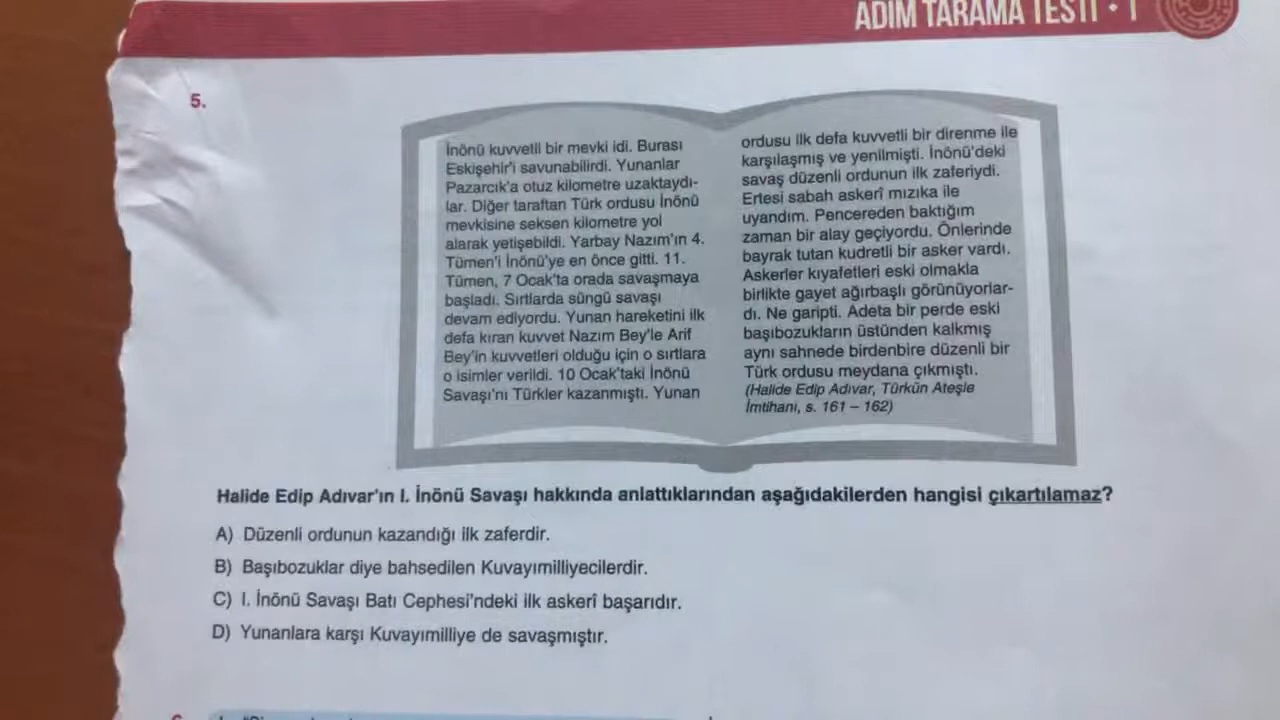 ADIM TARAMA TESTİ • 1
5.
İnönü kuvvetli bir mevki idi. Burası
Eskişehir'i savunabilirdi. Yunanlar
Pazarcık'a otuz kilometre uzaktaydı-
lar. Diğer taraftan Türk ordusu İnönü
mevkisine seksen kilometre yol
alarak yetişebildi. Yarbay Nazım'ın 4.
Tümen'i İnönü'ye en önce gitti. 11.
Tümen, 7 Ocak'ta orada savaşmaya
başladı. Sırtlarda süngü savaşı
devam ediyordu. Yunan hareketini ilk
defa kıran kuvvet Nazım Bey'le Arif
Bey'in kuvvetleri olduğu için o sırtlara
o isimler verildi. 10 Ocak'taki İnönü
Savaşı'nı Türkler kazanmıştı. Yunan
ordusu ilk defa kuvvetli bir direnme ile
karşılaşmış ve yenilmişti. İnönü'deki
savaş düzenli ordunun ilk zaferiydi.
Ertesi sabah askerî mızıka ile
uyandım. Pencereden baktığım
zaman bir alay geçiyordu. Önlerinde
bayrak tutan kudretli bir asker vardı.
Askerler kıyafetleri eski olmakla
birlikte gayet ağırbaşlı görünüyorlar-
dı. Ne garipti. Adeta bir perde eski
başıbozukların üstünden kalkmış
aynı sahnede birdenbire düzenli bir
Türk ordusu meydana çıkmıştı.
(Halide Edip Adıvar, Türkün Ateşle
İmtihanı, s. 161 – 162)
Halide Edip Adıvar'ın I. İnönü Savaşı hakkında anlattıklarından aşağıdakilerden hangisi çıkartılamaz?
A) Düzenli ordunun kazandığı ilk zaferdir.
B) Başıbozuklar diye bahsedilen Kuvayımilliyecilerdir.
C) I. İnönü Savaşı Batı Cephesi'ndeki ilk askerî başarıdır.
D) Yunanlara karşı Kuvayımilliye de savaşmıştır.